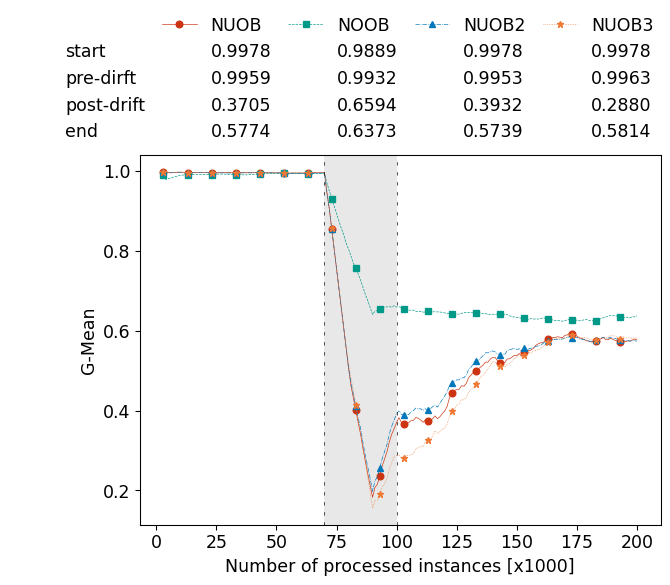 NUOB NOOB NUOB2 NUOB3
start 0.9978 0.9889 0.9978 0.9978
pre-dirft 0.9959 0.9932 0.9953 0.9963
post-drift 0.3705 0.6594 0.3932 0.2880
end 0.5774 0.6373 0.5739 0.5814
1.0
0.8
0.6
0.4
0.2
G-Mean
0 25 50 75 100 125 150 175 200
Number of processed instances [x1000]